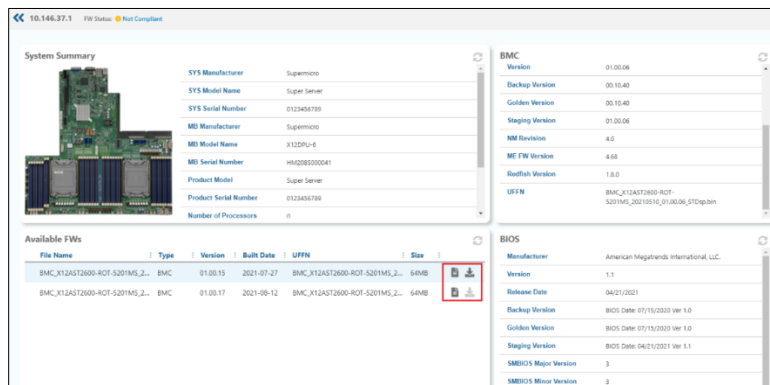 10.146.37.1 FW Status: Not Compliant
System Summary
SYS Manufacturer Supermicro
SYS Model Name Super Server
SYS Serial Number 0123456789
MB Manufacturer Supermicro
MB Model Name X12DPU-6
MB Serial Number HM208S000041
Product Model Super Server
Product Serial Number 0123456789
Number of Processors 0
BMC
Version 01.00.06
Backup Version 00.10.40
Golden Version 00.10.40
Staging Version 01.00.06
NM Revision 4.0
ME FW Version 4.68
Redfish Version 1.8.0
UFFN BMC_X12AST2600-ROT-
5201MS_20210510_01.00.06_STDsp.bin
Available FWs
File Name Type Version Built Date UFFN Size
BMC_X12AST2600-ROT-5201MS_2... BMC 01.00.15 2021-07-27 BMC_X12AST2600-ROT-5201MS_2... 64MB
BMC_X12AST2600-ROT-5201MS_2... BMC 01.00.17 2021-08-12 BMC_X12AST2600-ROT-5201MS_2... 64MB
BIOS
Manufacturer American Megatrends International, LLC.
Version 1.1
Release Date 04/21/2021
Backup Version BIOS Date: 07/15/2020 Ver 1.0
Golden Version BIOS Date: 07/15/2020 Ver 1.0
Staging Version BIOS Date: 04/21/2021 Ver 1.1
SMBIOS Major Version 3
SMBIOS Minor Version 3